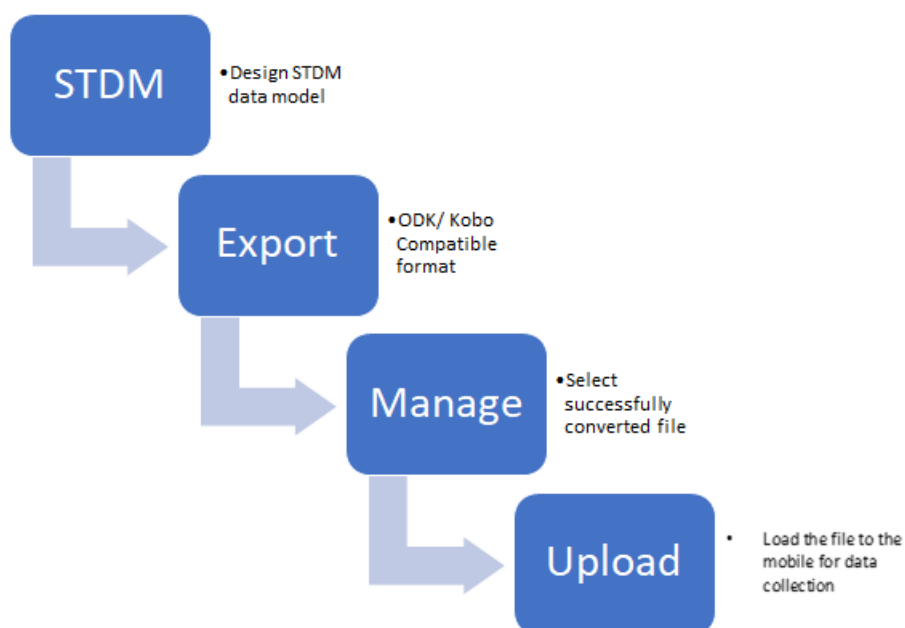 STDM
•Design STDM
data model
Export
•ODK/ Kobo
Compatible
format
Manage
•Select
successfully
converted file
Upload
• Load the file to the
mobile for data
collection